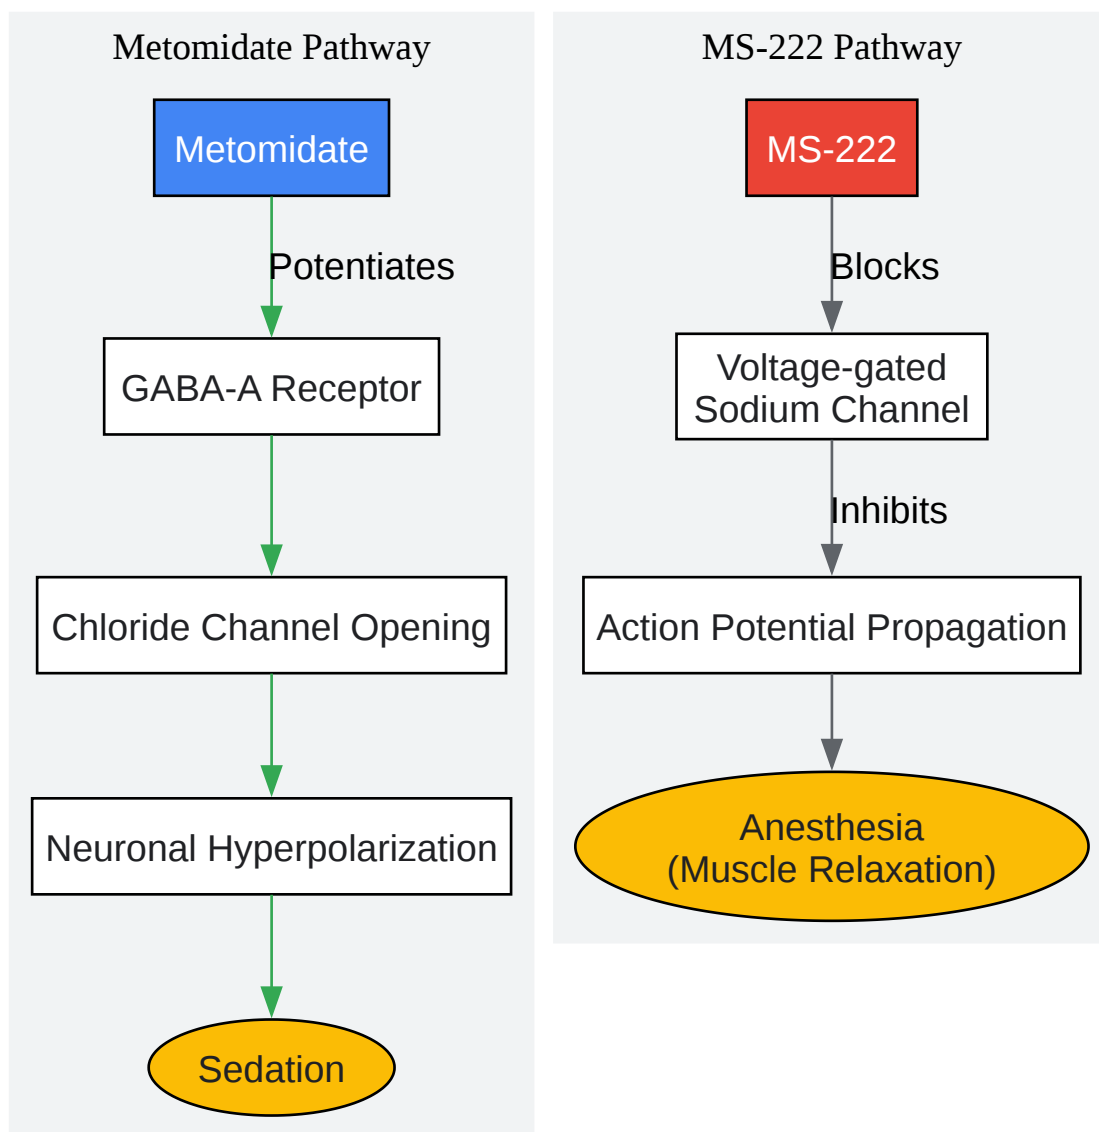 Metomidate Pathway
Metomidate
Potentiates
GABA-A Receptor
Chloride Channel Opening
Neuronal Hyperpolarization
Sedation
MS-222 Pathway
MS-222
Blocks
Voltage-gated
Sodium Channel
Inhibits
Action Potential Propagation
Anesthesia
(Muscle Relaxation)